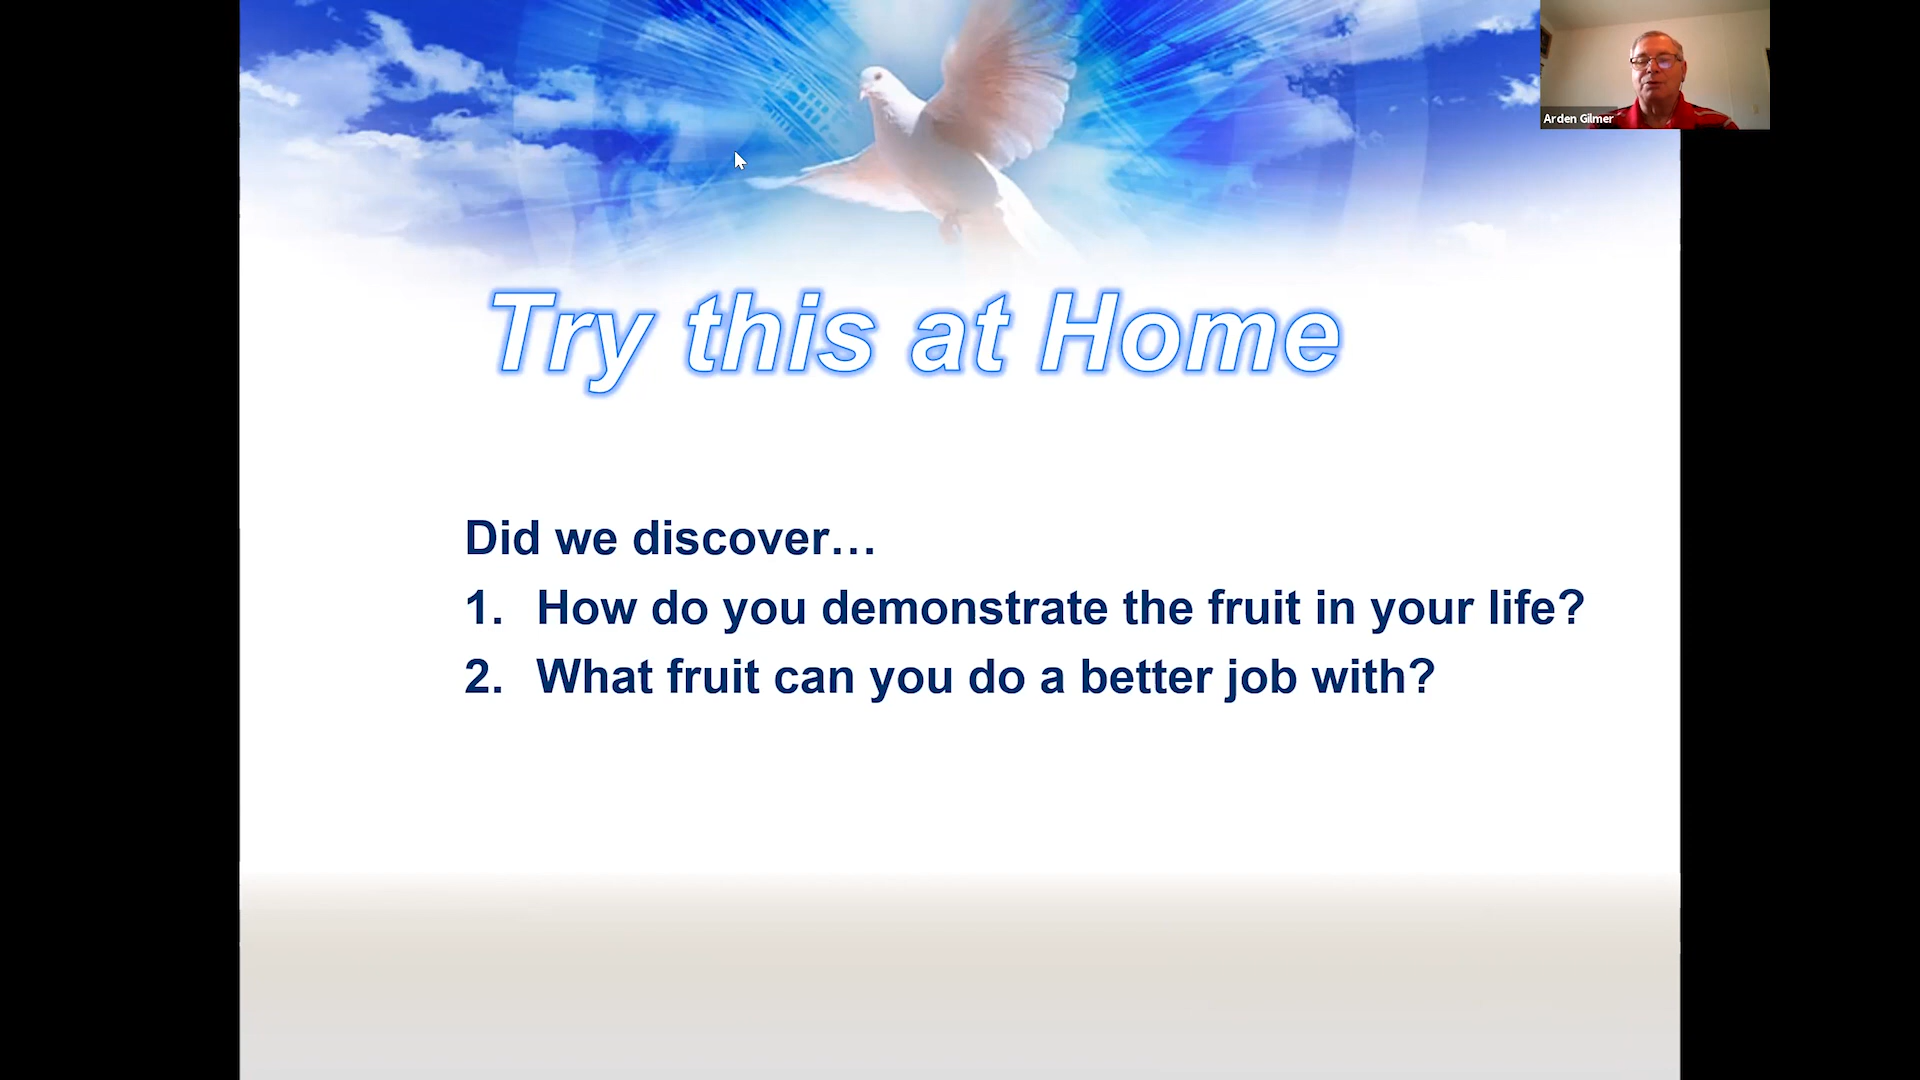 Arden Gilmer
Try this at Home
Did we discover…
1. How do you demonstrate the fruit in your life?
2. What fruit can you do a better job with?